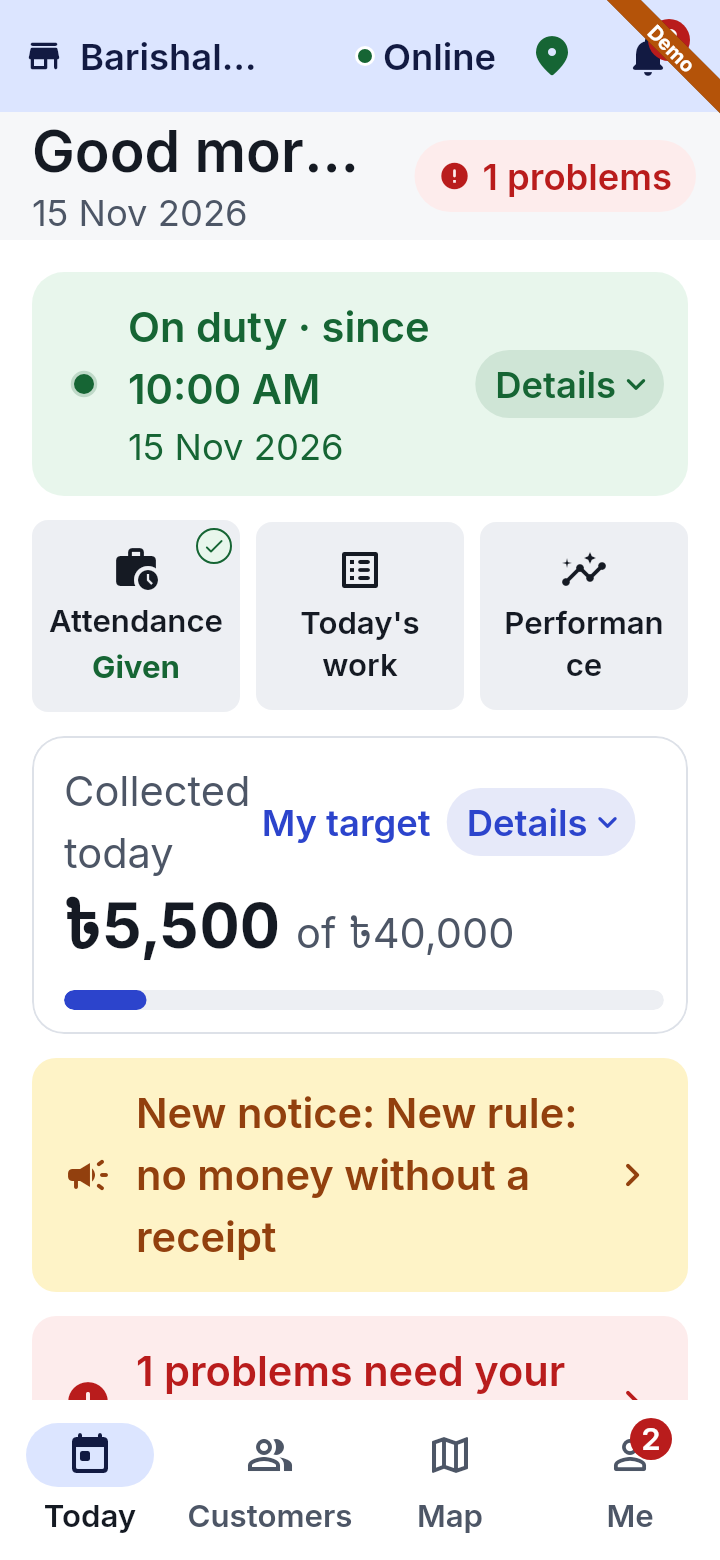 Barishal...
Online
Demo
Good mor...
15 Nov 2026
1 problems
On duty · since
10:00 AM
15 Nov 2026
Details
Attendance
Given
Today's
work
Performan
ce
Collected
today
My target
Details
৳5,500 of ৳40,000
New notice: New rule:
no money without a
receipt
1 problems need your
Today
Customers
Map
2
Me